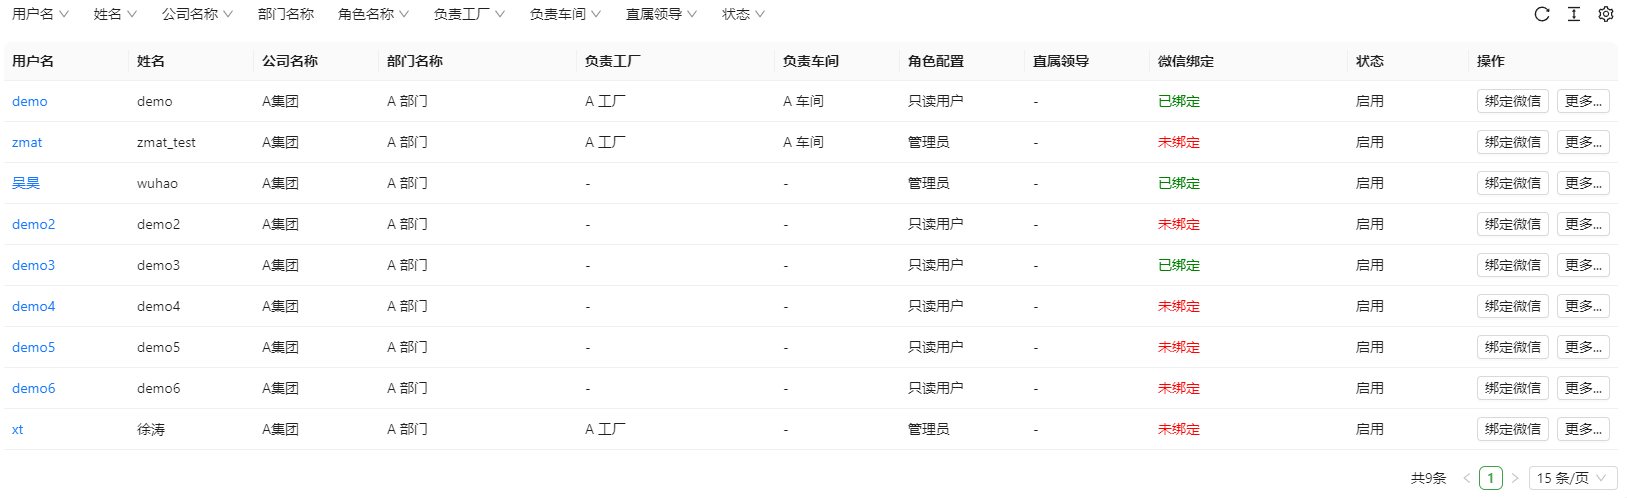 用户名 姓名 公司名称 部门名称 角色名称 负责工厂 负责车间 直属领导 状态
用户名 姓名 公司名称 部门名称 负责工厂 负责车间 角色配置 直属领导 微信绑定 状态 操作
demo demo A集团 A 部门 A 工厂 A 车间 只读用户 - 已绑定 启用 绑定微信 更多...
zmat zmat_test A集团 A 部门 A 工厂 A 车间 管理员 - 未绑定 启用 绑定微信 更多...
吴昊 wuhao A集团 A 部门 - - 管理员 - 已绑定 启用 绑定微信 更多...
demo2 demo2 A集团 A 部门 - - 只读用户 - 未绑定 启用 绑定微信 更多...
demo3 demo3 A集团 A 部门 - - 只读用户 - 已绑定 启用 绑定微信 更多...
demo4 demo4 A集团 A 部门 - - 只读用户 - 未绑定 启用 绑定微信 更多...
demo5 demo5 A集团 A 部门 - - 只读用户 - 未绑定 启用 绑定微信 更多...
demo6 demo6 A集团 A 部门 - - 只读用户 - 未绑定 启用 绑定微信 更多...
xt 徐涛 A集团 A 部门 A 工厂 - 管理员 - 未绑定 启用 绑定微信 更多...
共9条 < 1 > 15 条/页